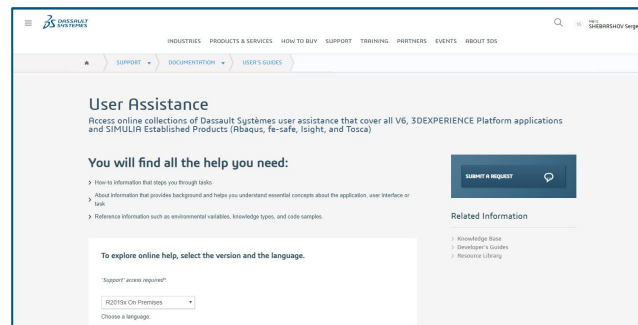 DASSAULT
SYSTEMES
SHEBARSHOV Serge
INDUSTRIES PRODUCTS & SERVICES HOW TO BUY SUPPORT TRAINING PARTNERS EVENTS ABOUT 3DS
SUPPORT DOCUMENTATION USER'S GUIDES
User Assistance
Access online collections of Dassault Systèmes user assistance that cover all V6, 3DEXPERIENCE Platform applications
and SIMULIA Established Products (Abaqus, fe-safe, Isight, and Tosca)
You will find all the help you need:
How-to information that steps you through tasks.
About information that provides background and helps you understand essential concepts about the application, user interface or
task
Reference information such as environmental variables, knowledge types, and code samples.
SUBMIT A REQUEST
Related Information
Knowledge Base
Developer's Guides
Resource Library
To explore online help, select the version and the language.
'Support' access required*.
R2019x On Premises
Choose a language: